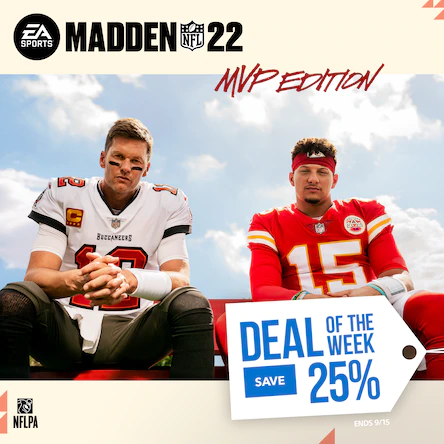 EA
SPORTS
MADDEN NFL 22
MVP EDITION
12
C
BUCCANEERS
12
15
DEAL OF THE
WEEK
SAVE 25%
ENDS 9/15
NFLPA